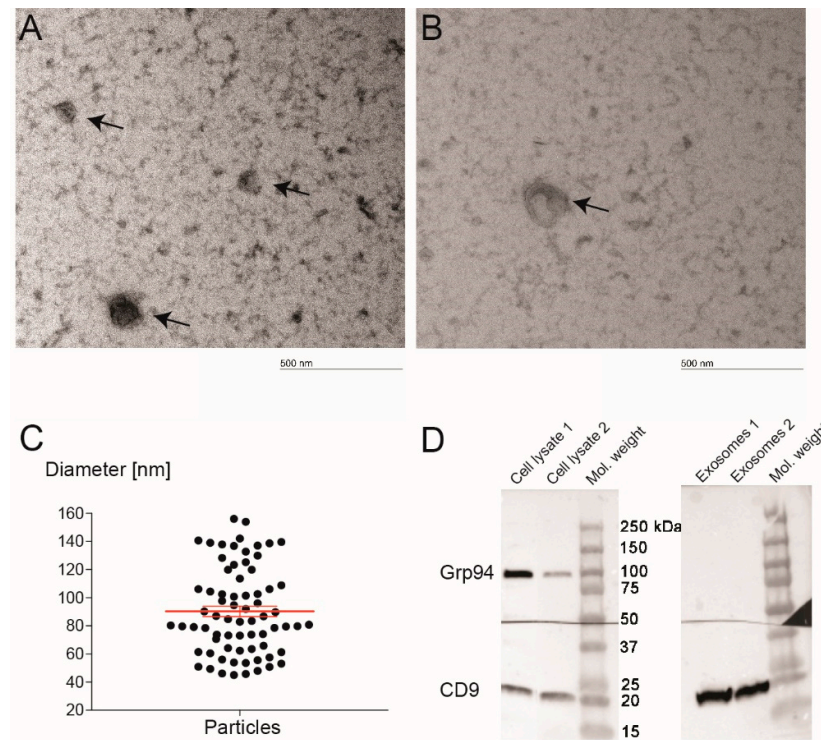 A
B
500 nm
500 nm
C
Diameter [nm]
160
140
120
100
80
60
40
20
Particles
D
Cell lysate 1
Cell lysate 2
Mol. weight
Exosomes 1
Exosomes 2
Mol. weight
250 kDa
150
Grp94
100
75
50
37
CD9
25
20
15